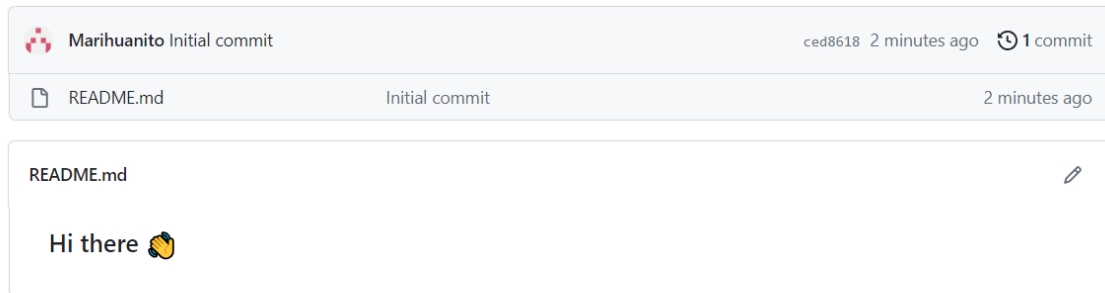 Marihuanito Initial commit ced8618 2 minutes ago 1 commit
README.md Initial commit 2 minutes ago
README.md
Hi there 👋